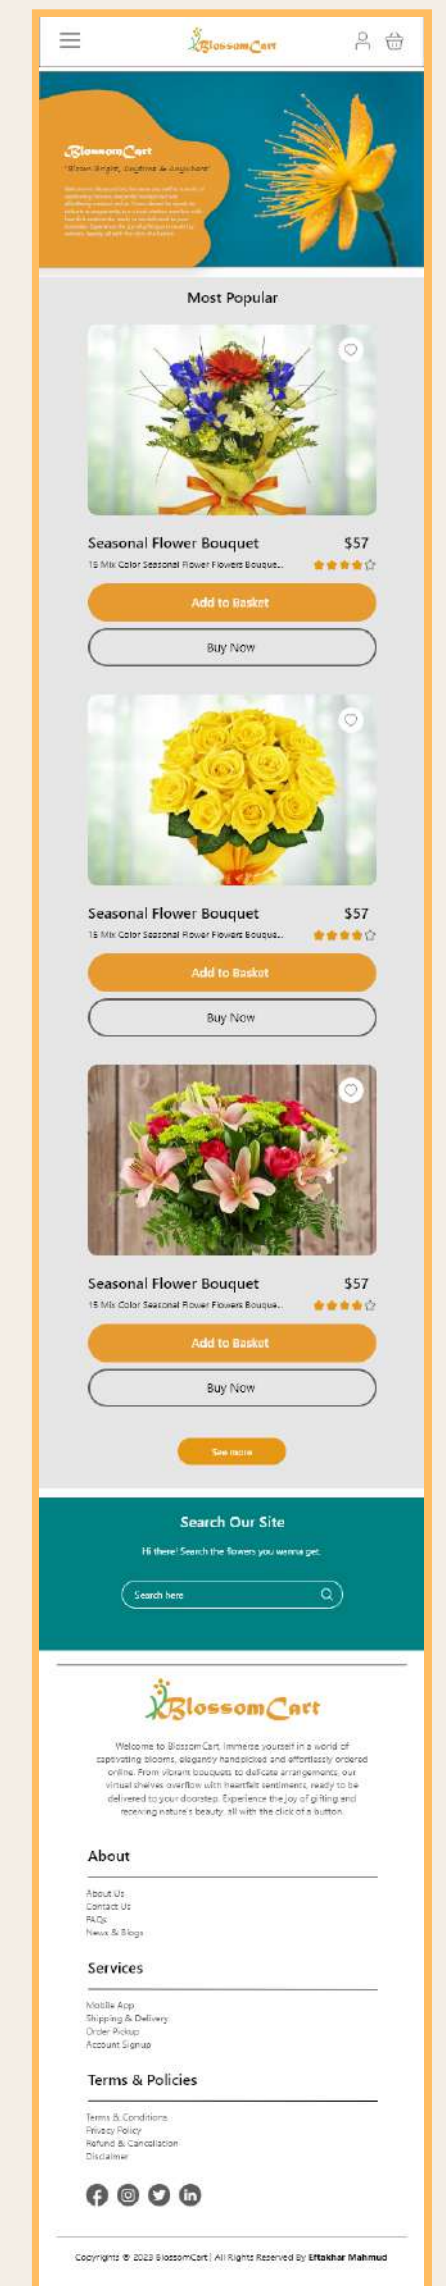 BlossomCart
BlossomCart
"Bloom Bright, Anytime & Anywhere"
Most Popular
Seasonal Flower Bouquet $57
15 Mix Color Seasonal Flower Flowers Bouque...
Add to Basket
Buy Now
Seasonal Flower Bouquet $57
15 Mix Color Seasonal Flower Flowers Bouque...
Add to Basket
Buy Now
Seasonal Flower Bouquet $57
15 Mix Color Seasonal Flower Flowers Bouque...
Add to Basket
Buy Now
See more
Search Our Site
Hi there! Search the flowers you wanna get.
Search here
BlossomCart
Welcome to BlossomCart, Immerse yourself in a world of
captivating blooms, elegantly handpicked and effortlessly ordered
online. From vibrant bouquets to delicate arrangements, our
virtual shelves overflow with heartfelt sentiments, ready to be
delivered to your doorstep. Experience the joy of gifting and
receiving nature's beauty, all with the click of a button.
About
About Us
Contact Us
FAQs
News & Blogs
Services
Mobile App
Shipping & Delivery
Order Pickup
Account Signup
Terms & Policies
Terms & Conditions
Privacy Policy
Refund & Cancellation
Disclaimer
Copyrights © 2023 BlossomCart | All Rights Reserved By Eftakhar Mahmud